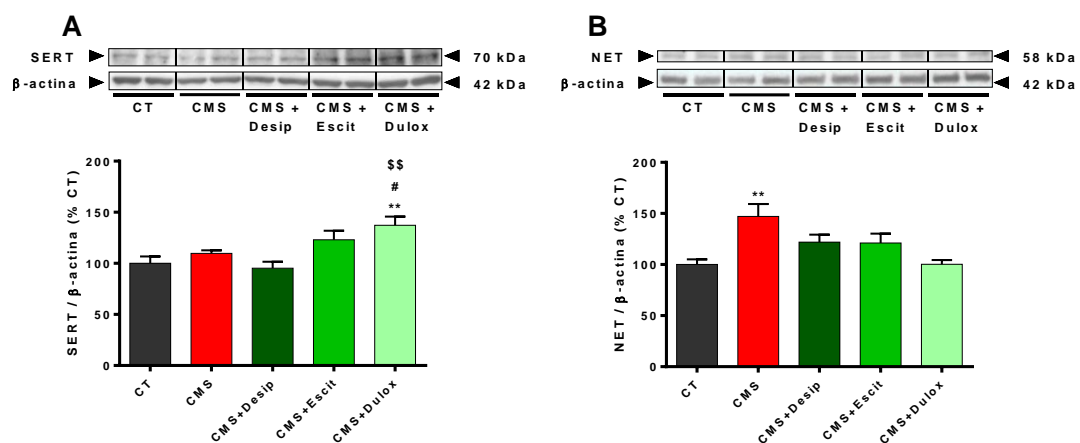 A
SERT 70 kDa
β-actina 42 kDa
CT CMS CMS + Desip CMS + Escit CMS + Dulox
SERT / β-actina (% CT)
200
150
100
50
0
$$
#
**
CT CMS CMS+Desip CMS+Escit CMS+Dulox
B
NET 58 kDa
β-actina 42 kDa
CT CMS CMS + Desip CMS + Escit CMS + Dulox
NET / β-actina (% CT)
200
150
100
50
0
**
CT CMS CMS+Desip CMS+Escit CMS+Dulox